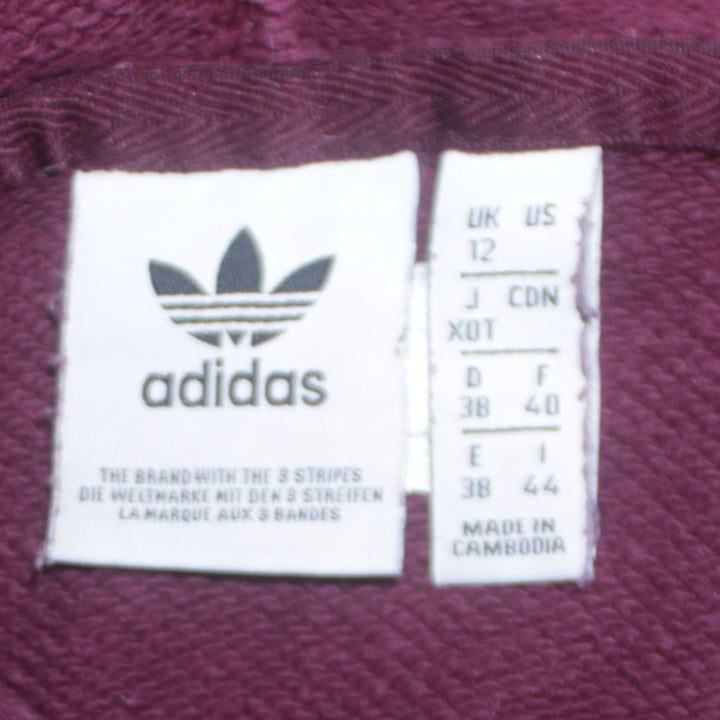 adidas
THE BRAND WITH THE 3 STRIPES
DIE WELTMARKE MIT DEN 3 STREIFEN
LA MARQUE AUX 3 BANDES
UK US
12
J CDN
XOT
D F
38 40
E I
38 44
MADE IN
CAMBODIA